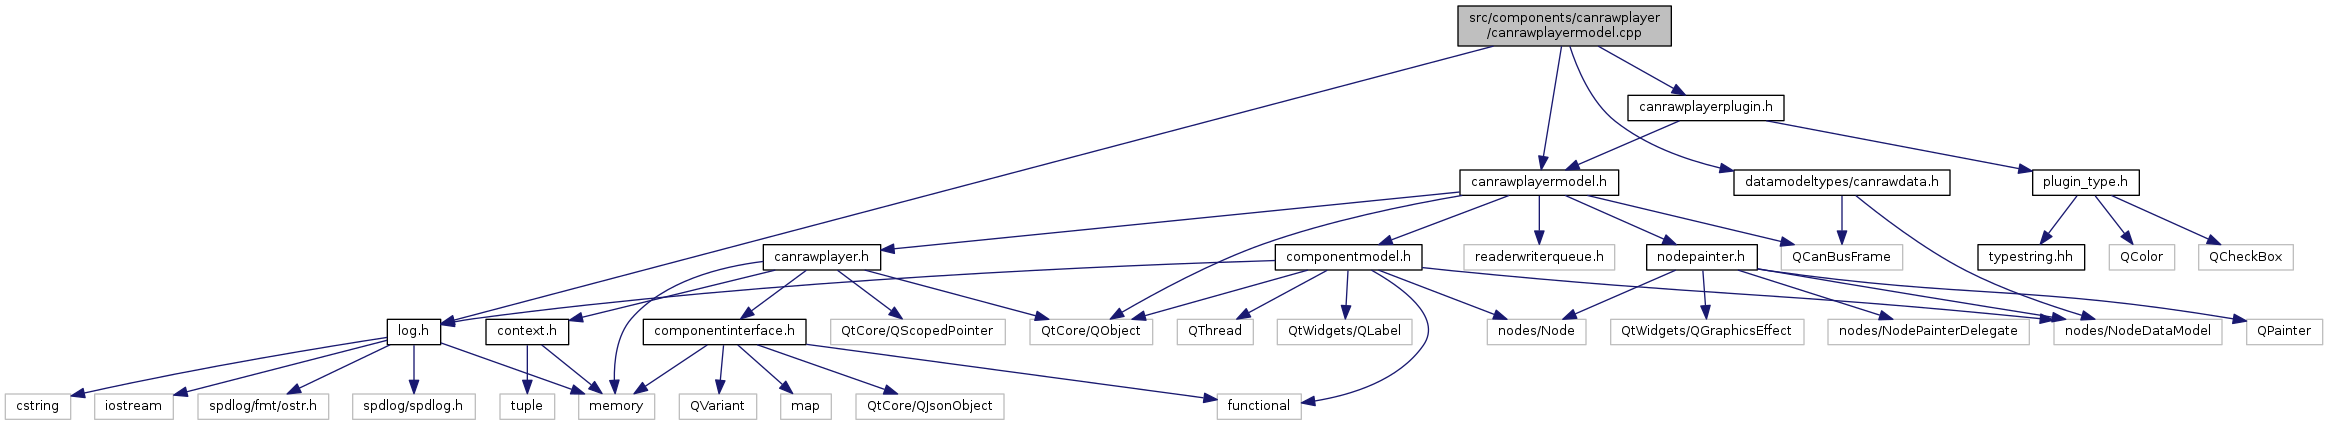 src/components/canrawplayer
/canrawplayermodel.cpp
canrawplayerplugin.h
canrawplayermodel.h
datamodeltypes/canrawdata.h
plugin_type.h
canrawplayer.h
componentmodel.h
readerwriterqueue.h
nodepainter.h
QCanBusFrame
typestring.hh
QColor
QCheckBox
log.h
context.h
componentinterface.h
QtCore/QScopedPointer
QtCore/QObject
QThread
QtWidgets/QLabel
nodes/Node
QtWidgets/QGraphicsEffect
nodes/NodePainterDelegate
nodes/NodeDataModel
QPainter
cstring
iostream
spdlog/fmt/ostr.h
spdlog/spdlog.h
tuple
memory
QVariant
map
QtCore/QJsonObject
functional